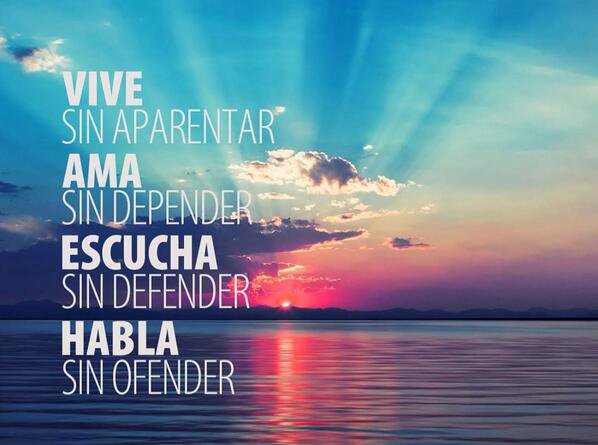 VIVE
SIN APARENTAR
AMA
SIN DEPENDER
ESCUCHA
SIN DEFENDER
HABLA
SIN OFENDER